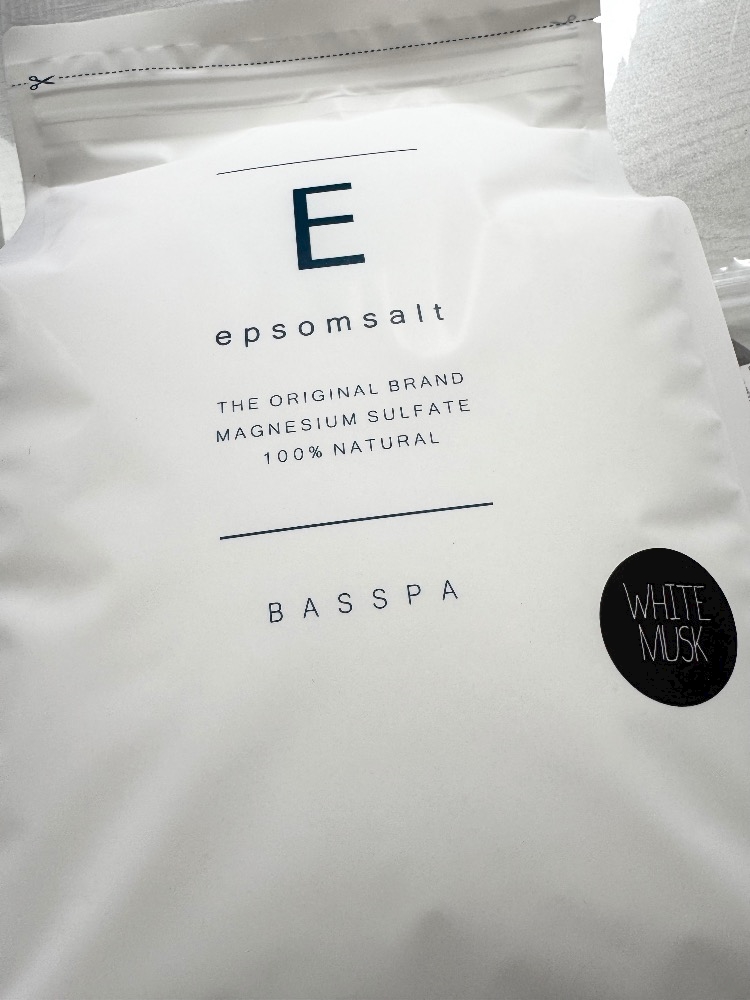 E
epsomsalt
THE ORIGINAL BRAND
MAGNESIUM SULFATE
100% NATURAL
BASSPA
WHITE
MUSK